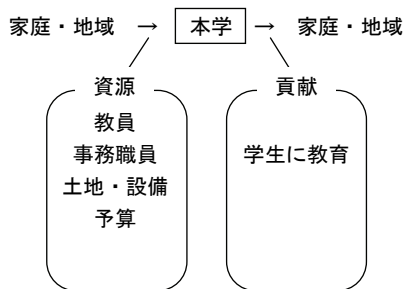 家庭・地域 → 本学 → 家庭・地域
資源
教員
事務職員
土地・設備
予算
貢献
学生に教育